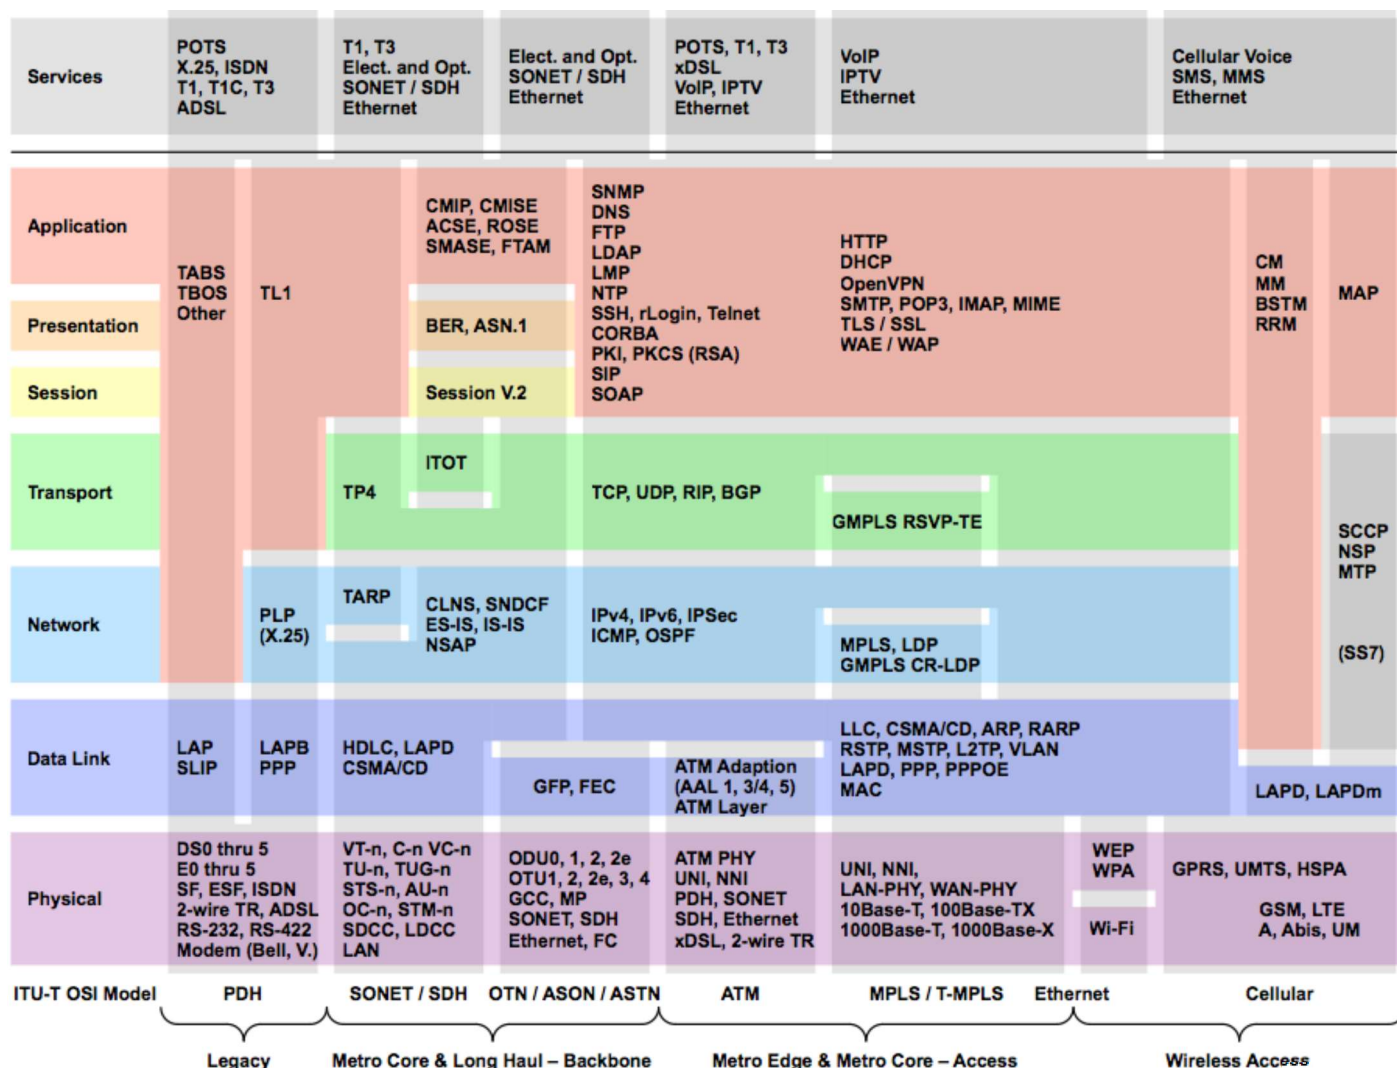 Services
POTS
X.25, ISDN
T1, T1C, T3
ADSL
T1, T3
Elect. and Opt.
SONET / SDH
Ethernet
Elect. and Opt.
SONET / SDH
Ethernet
POTS, T1, T3
xDSL
VoIP, IPTV
Ethernet
VoIP
IPTV
Ethernet
Cellular Voice
SMS, MMS
Ethernet
Application
Presentation
Session
TABS
TBOS
Other
TL1
CMIP, CMISE
ACSE, ROSE
SMASE, FTAM
BER, ASN.1
Session V.2
SNMP
DNS
FTP
LDAP
LMP
NTP
SSH, rLogin, Telnet
CORBA
PKI, PKCS (RSA)
SIP
SOAP
HTTP
DHCP
OpenVPN
SMTP, POP3, IMAP, MIME
TLS / SSL
WAE / WAP
CM
MM
BSTM
RRM
MAP
Transport
TP4
ITOT
TCP, UDP, RIP, BGP
GMPLS RSVP-TE
SCCP
NSP
MTP
(SS7)
Network
PLP
(X.25)
TARP
CLNS, SNDCF
ES-IS, IS-IS
NSAP
IPv4, IPv6, IPSec
ICMP, OSPF
MPLS, LDP
GMPLS CR-LDP
Data Link
LAP
SLIP
LAPB
PPP
HDLC, LAPD
CSMA/CD
GFP, FEC
ATM Adaption
(AAL 1, 3/4, 5)
ATM Layer
LLC, CSMA/CD, ARP, RARP
RSTP, MSTP, L2TP, VLAN
LAPD, PPP, PPPOE
MAC
LAPD, LAPDm
Physical
DS0 thru 5
E0 thru 5
SF, ESF, ISDN
2-wire TR, ADSL
RS-232, RS-422
Modem (Bell, V.)
VT-n, C-n VC-n
TU-n, TUG-n
STS-n, AU-n
OC-n, STM-n
SDCC, LDCC
LAN
ODU0, 1, 2, 2e
OTU1, 2, 2e, 3, 4
GCC, MP
SONET, SDH
Ethernet, FC
ATM PHY
UNI, NNI
PDH, SONET
SDH, Ethernet
xDSL, 2-wire TR
UNI, NNI,
LAN-PHY, WAN-PHY
10Base-T, 100Base-TX
1000Base-T, 1000Base-X
WEP
WPA
Wi-Fi
GPRS, UMTS, HSPA
GSM, LTE
A, Abis, UM
ITU-T OSI Model
PDH
SONET / SDH
OTN / ASON / ASTN
ATM
MPLS / T-MPLS
Ethernet
Cellular
Legacy
Metro Core & Long Haul – Backbone
Metro Edge & Metro Core – Access
Wireless Access